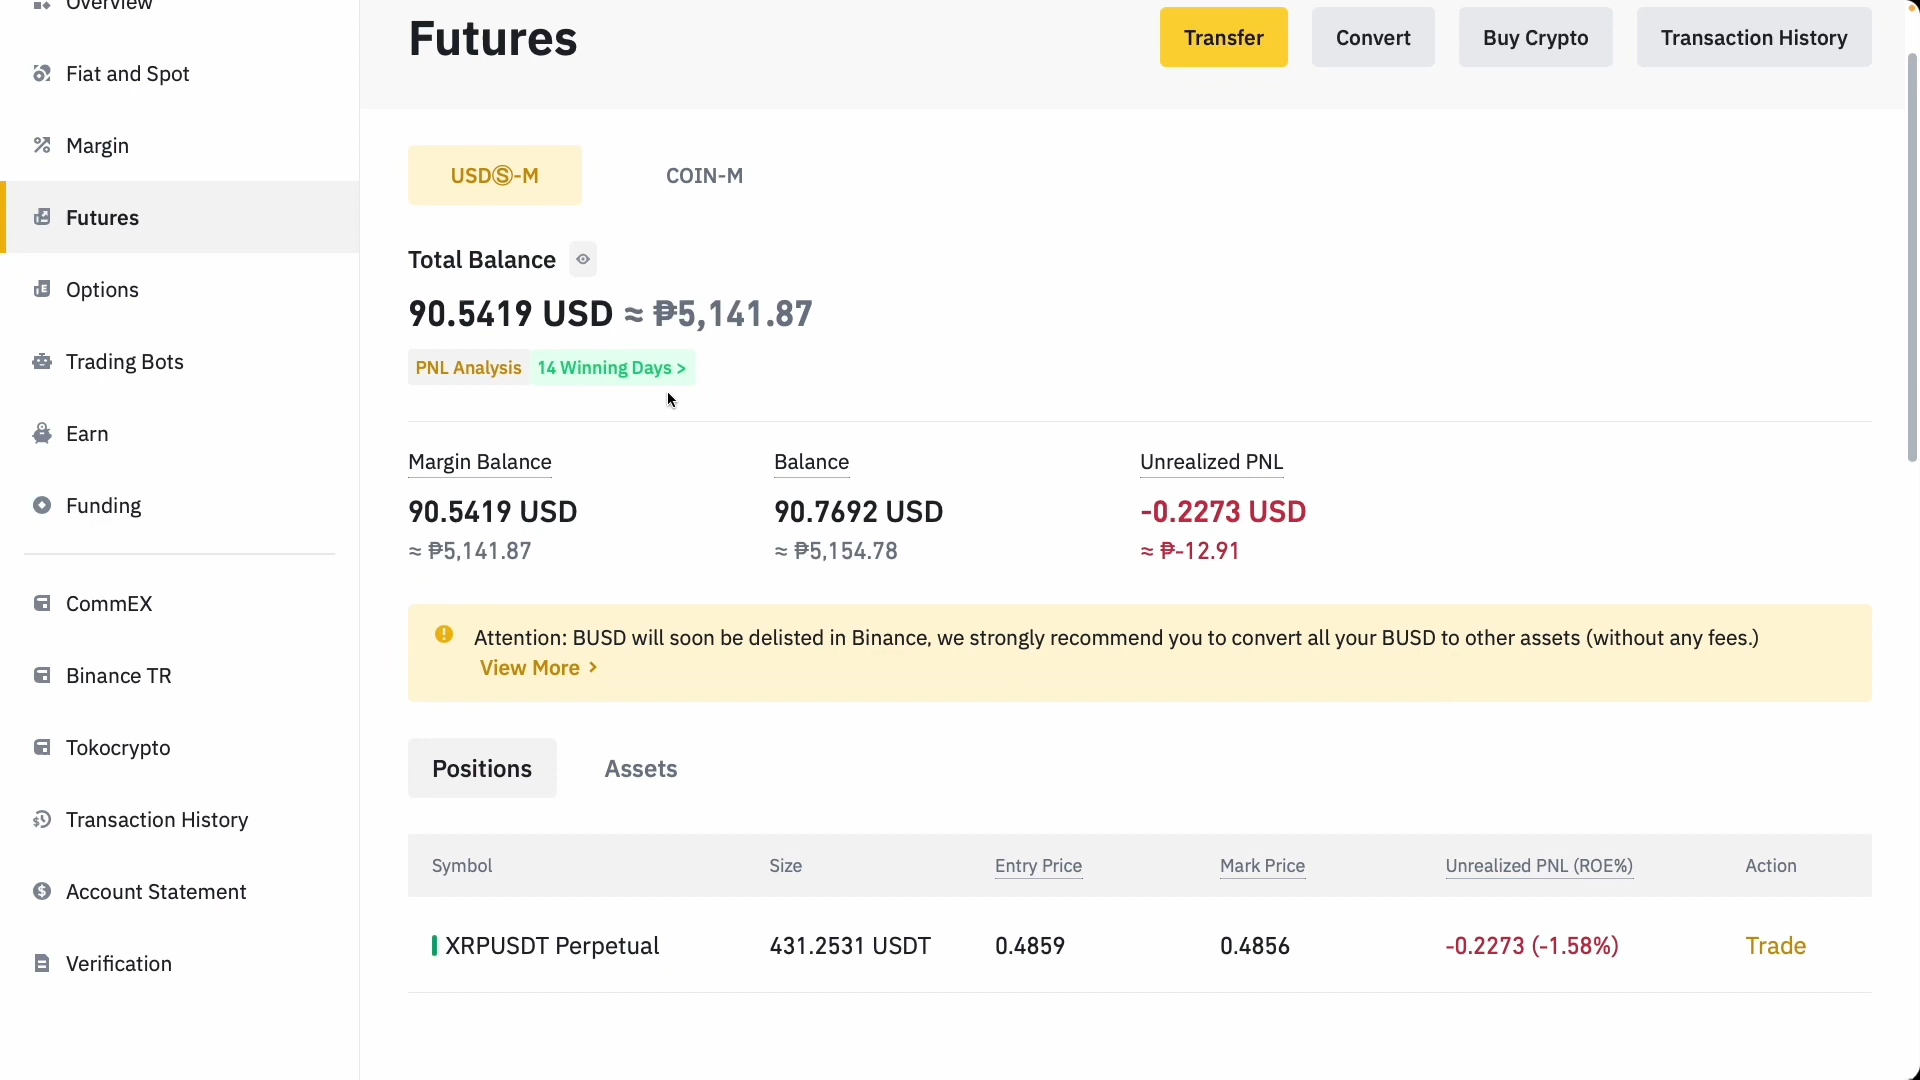 Overview
Fiat and Spot
Margin
Futures
Options
Trading Bots
Earn
Funding
CommEX
Binance TR
Tokocrypto
Transaction History
Account Statement
Verification
Futures
Transfer
Convert
Buy Crypto
Transaction History
USDⓈ-M
COIN-M
Total Balance
90.5419 USD ≈ ₱5,141.87
PNL Analysis
14 Winning Days >
Margin Balance
90.5419 USD
≈ ₱5,141.87
Balance
90.7692 USD
≈ ₱5,154.78
Unrealized PNL
-0.2273 USD
≈ ₱-12.91
Attention: BUSD will soon be delisted in Binance, we strongly recommend you to convert all your BUSD to other assets (without any fees.)
View More >
Positions
Assets
Symbol Size Entry Price Mark Price Unrealized PNL (ROE%) Action
XRPUSDT Perpetual 431.2531 USDT 0.4859 0.4856 -0.2273 (-1.58%) Trade